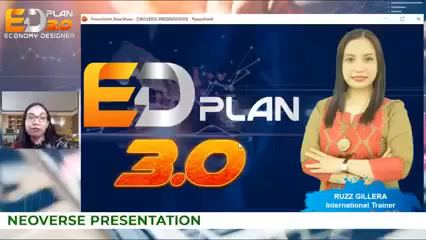 ED PLAN
3.0
ECONOMY DESIGNER
ED PLAN
3.0
RUZZ GILLERA
International Trainer
NEOVERSE PRESENTATION